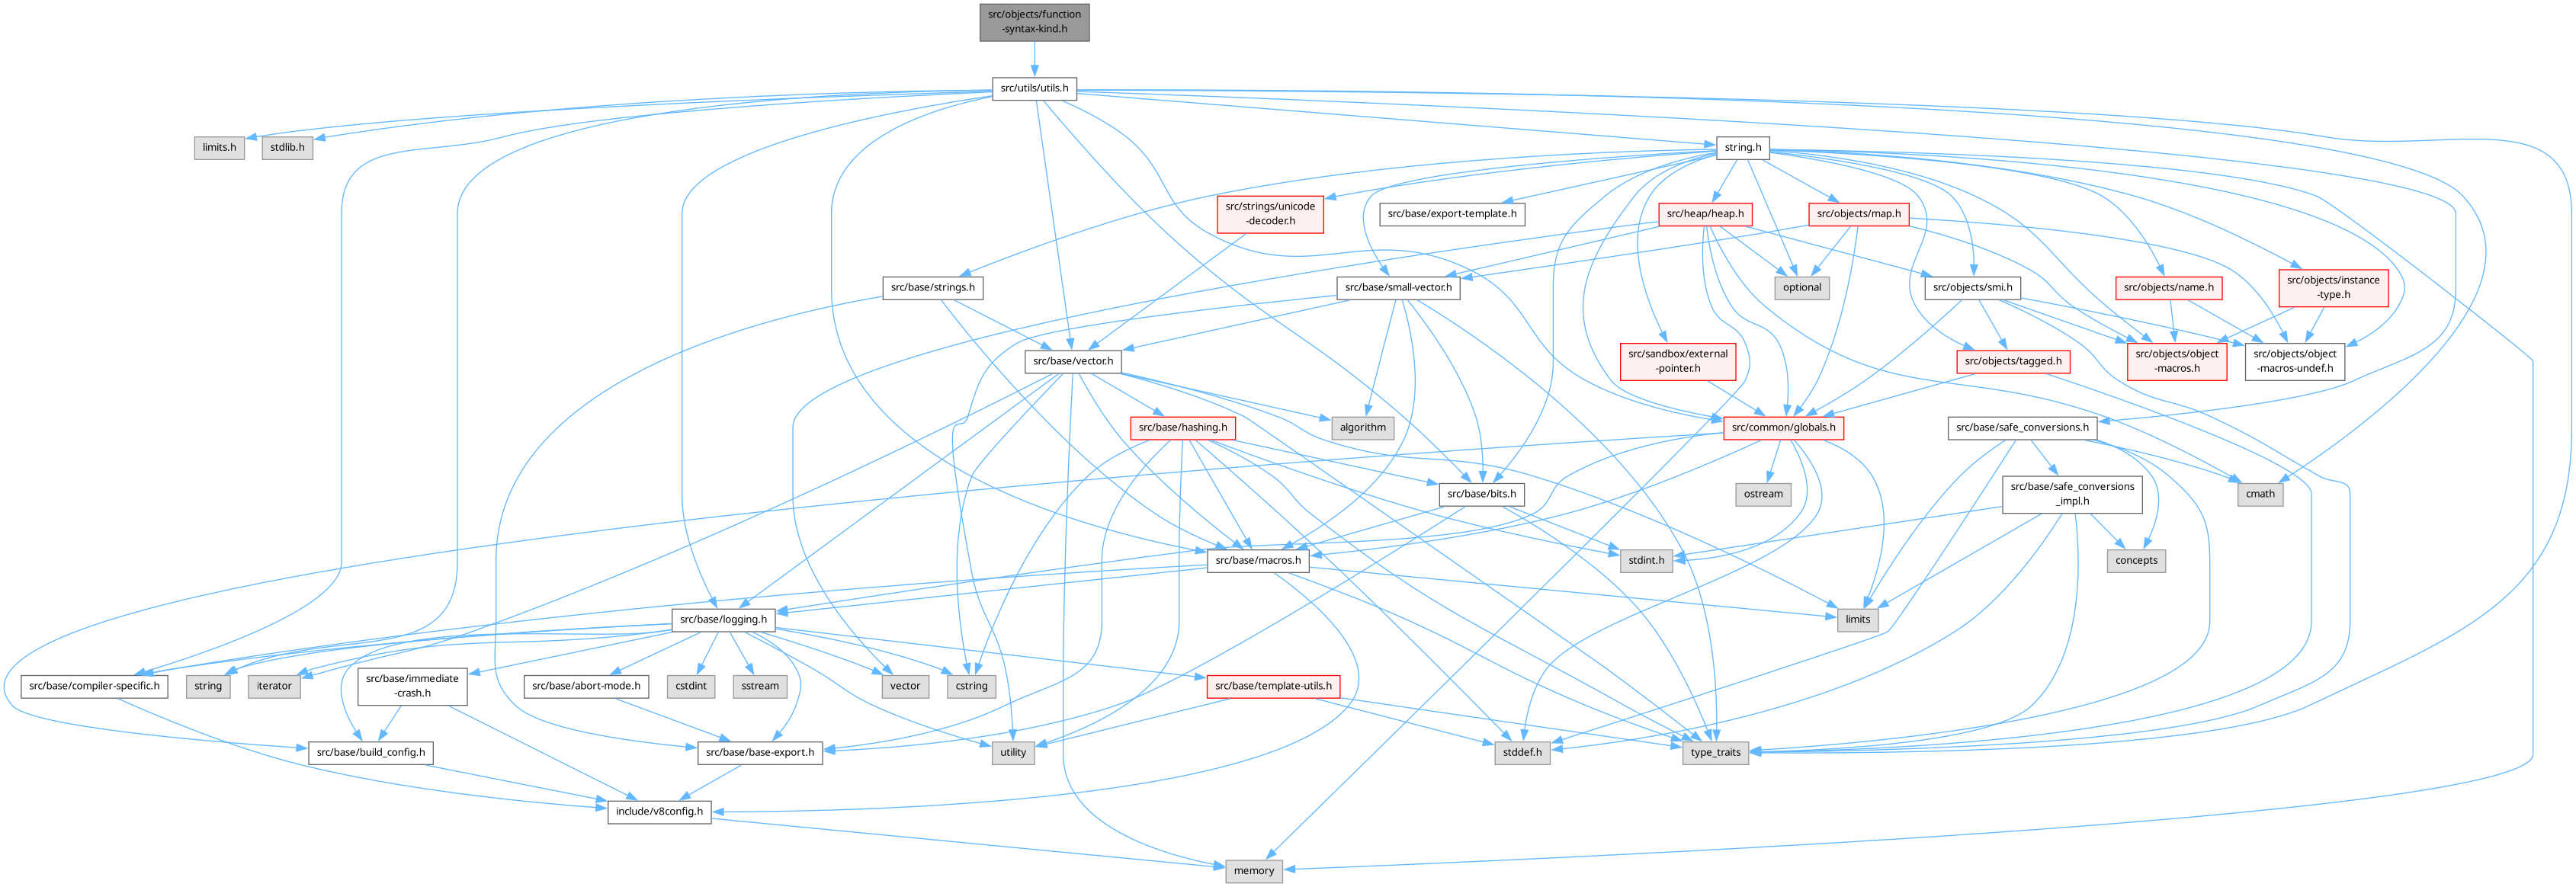 src/objects/function
-syntax-kind.h
src/utils/utils.h
limits.h
stdlib.h
string.h
src/strings/unicode
-decoder.h
src/base/export-template.h
src/heap/heap.h
src/objects/map.h
src/base/strings.h
src/base/small-vector.h
optional
src/objects/smi.h
src/objects/name.h
src/objects/instance
-type.h
src/base/vector.h
src/sandbox/external
-pointer.h
src/objects/tagged.h
src/objects/object
-macros.h
src/objects/object
-macros-undef.h
src/base/hashing.h
algorithm
src/common/globals.h
src/base/safe_conversions.h
src/base/bits.h
ostream
src/base/safe_conversions
_impl.h
cmath
src/base/macros.h
stdint.h
concepts
src/base/logging.h
limits
src/base/compiler-specific.h
string
iterator
src/base/immediate
-crash.h
src/base/abort-mode.h
cstdint
sstream
vector
cstring
src/base/template-utils.h
src/base/build_config.h
src/base/base-export.h
utility
stddef.h
type_traits
include/v8config.h
memory